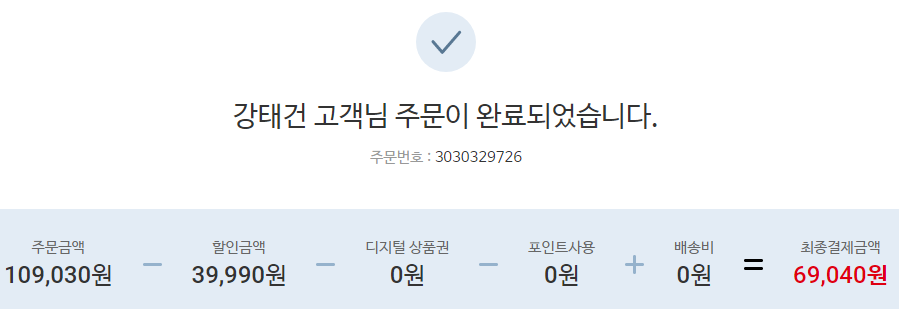 강태건 고객님 주문이 완료되었습니다.
주문번호 : 3030329726
주문금액 할인금액 디지털 상품권 포인트사용 배송비 최종결제금액
109,030원 − 39,990원 − 0원 − 0원 + 0원 = 69,040원